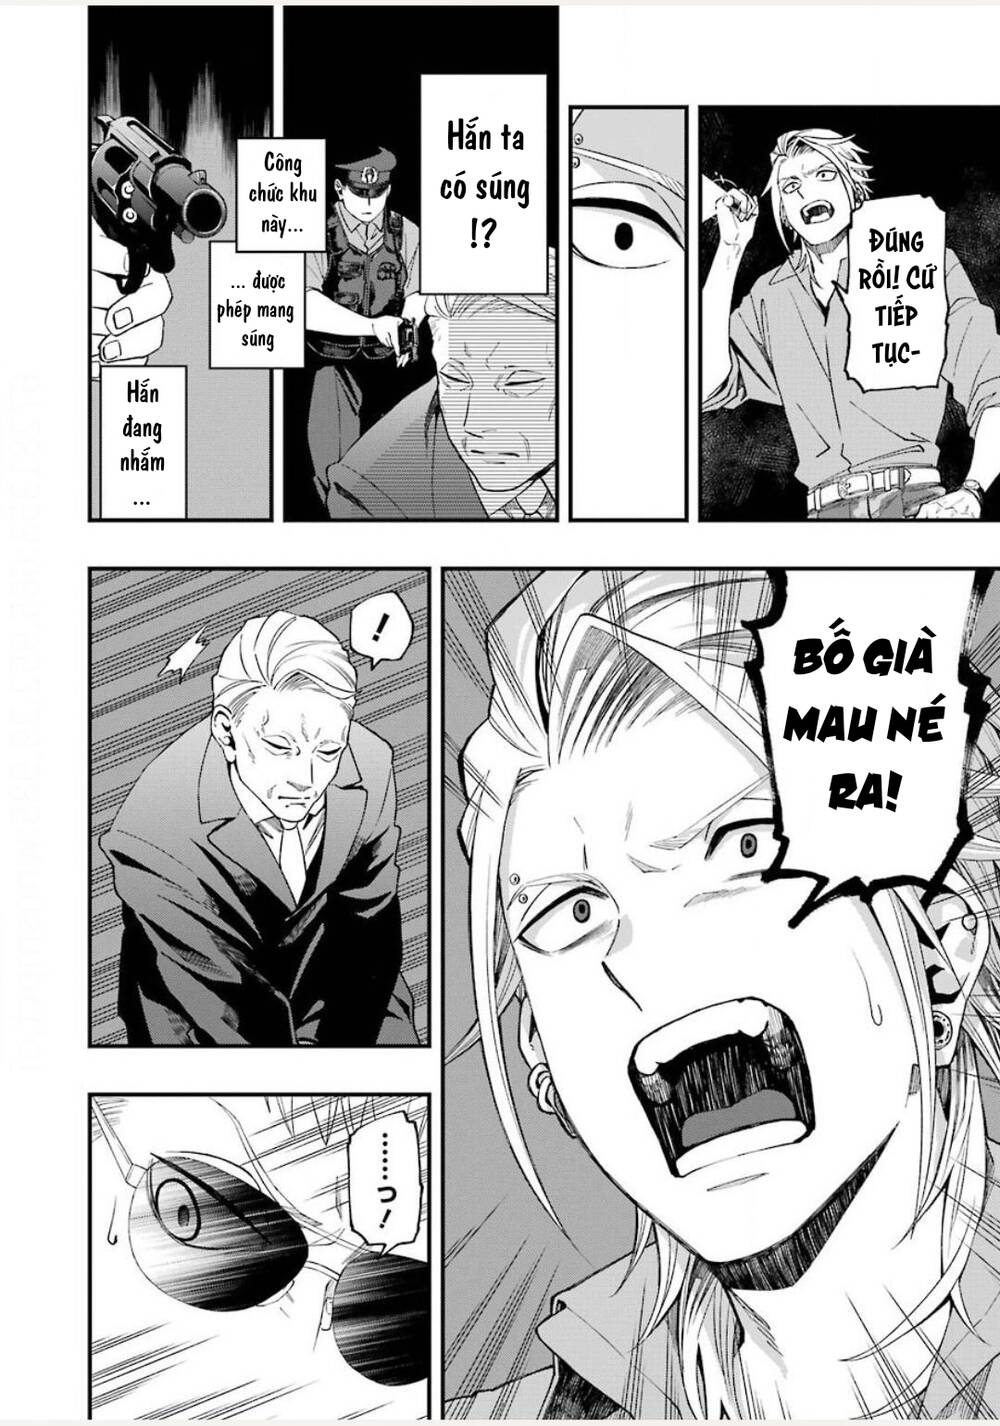 ĐÚNG
RỒI! CỨ
TIẾP
TỤC-
Hắn ta
có súng
!?
Công
chức khu
này...
... được
phép mang
súng
Hắn
đang
nhắm
...
BỐ GIÀ
MAU NÉ
RA!
!
……っ!